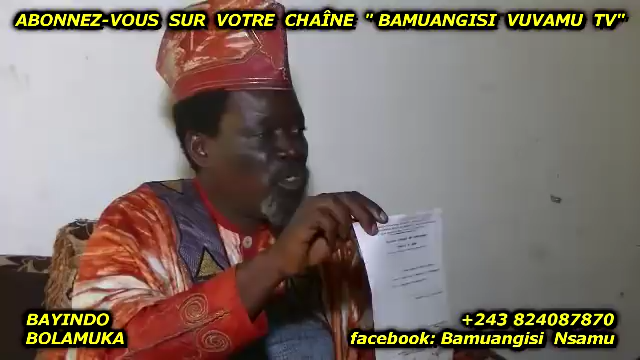 ABONNEZ-VOUS SUR VOTRE CHAÎNE " BAMUANGISI VUVAMU TV"
BAYINDO
BOLAMUKA
+243 824087870
facebook: Bamuangisi Nsamu